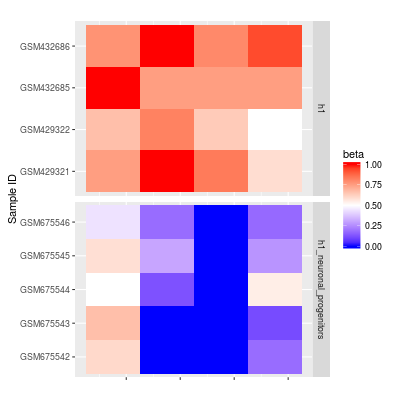 GSM432686
GSM432685
GSM429322
GSM429321
h1
Sample ID
GSM675546
GSM675545
GSM675544
GSM675543
GSM675542
h1_neuronal_progenitors
beta
1.00
0.75
0.50
0.25
0.00